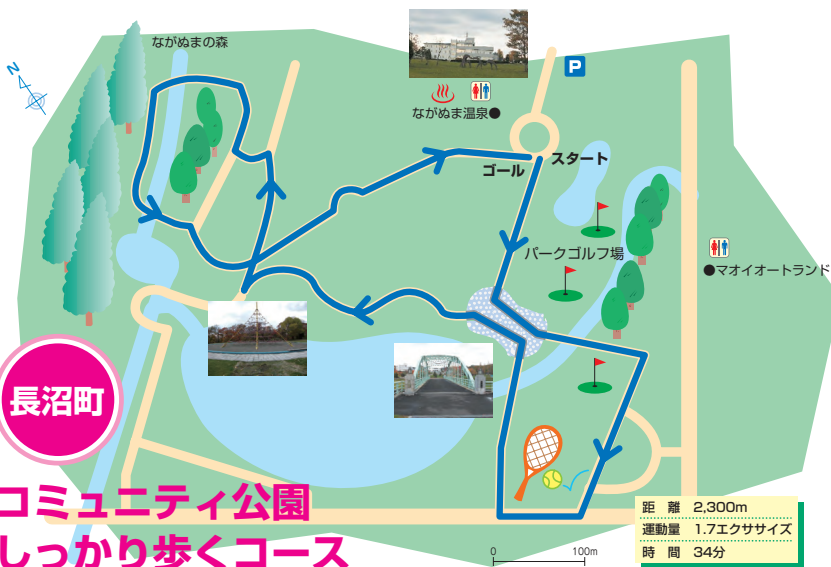 ながぬまの森
N
P
ながぬま温泉●
ゴール
スタート
パークゴルフ場
●マオイオートランド
長沼町
コミュニティ公園
しっかり歩くコース
距離 2,300m
運動量 1.7エクササイズ
時間 34分
0 100m